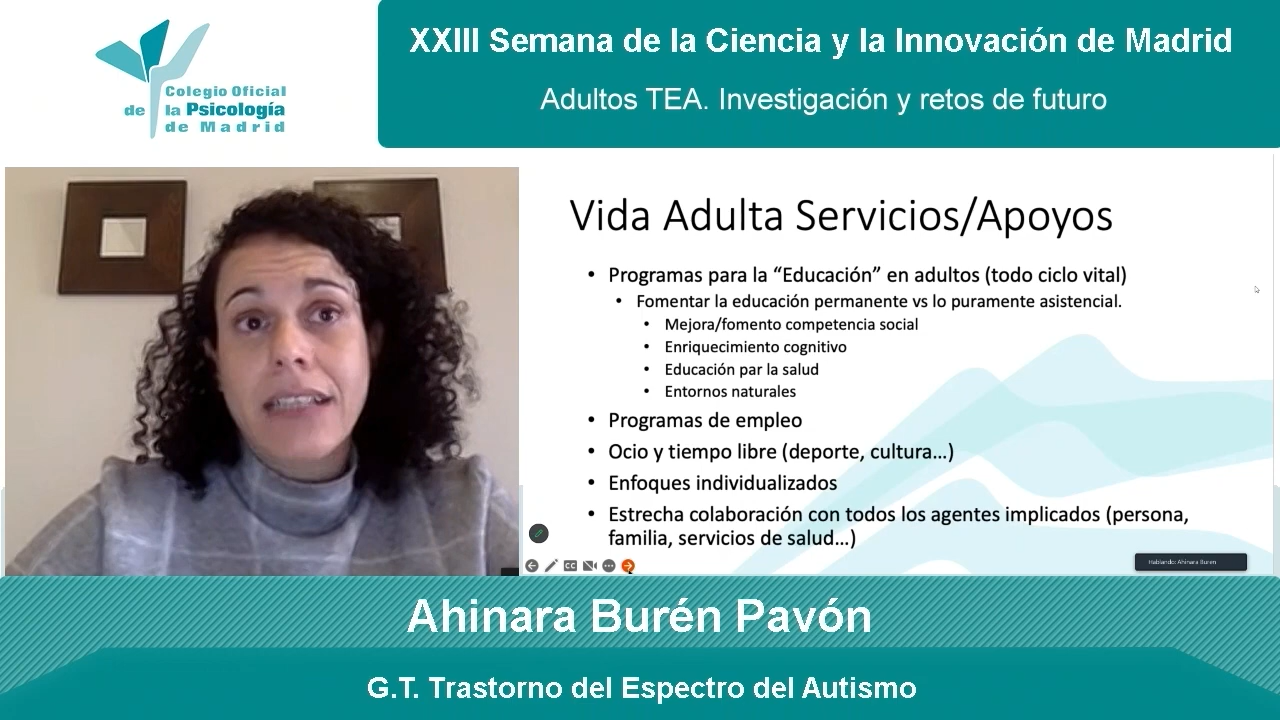 Colegio Oficial
de la Psicología
de Madrid
XXIII Semana de la Ciencia y la Innovación de Madrid
Adultos TEA. Investigación y retos de futuro
Vida Adulta Servicios/Apoyos
• Programas para la “Educación” en adultos (todo ciclo vital)
• Fomentar la educación permanente vs lo puramente asistencial.
• Mejora/fomento competencia social
• Enriquecimiento cognitivo
• Educación par la salud
• Entornos naturales
• Programas de empleo
• Ocio y tiempo libre (deporte, cultura…)
• Enfoques individualizados
• Estrecha colaboración con todos los agentes implicados (persona,
familia, servicios de salud…)
CC
Hablando: Ahinara Buren
Ahinara Burén Pavón
G.T. Trastorno del Espectro del Autismo